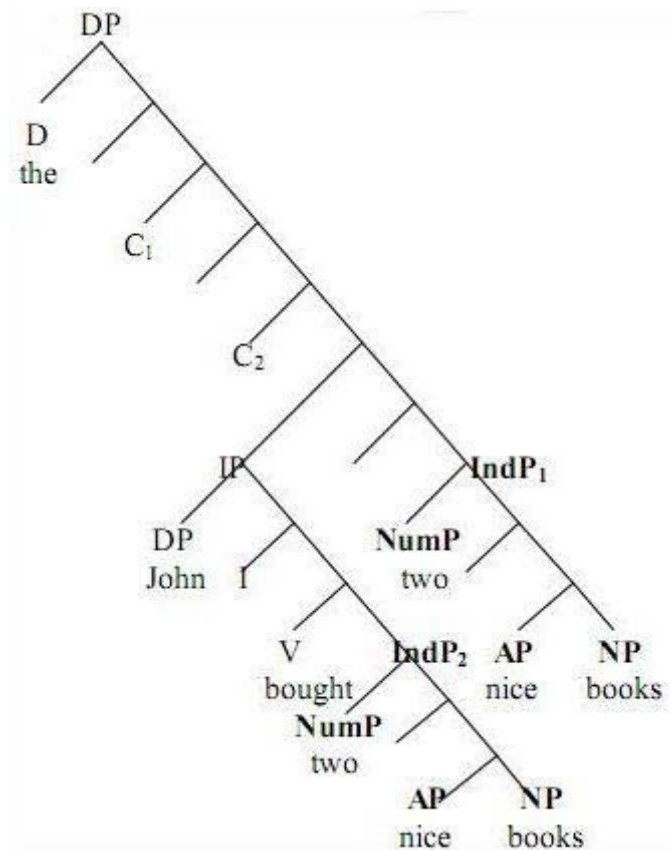 DP
D
the
C₁
C₂
IP
IndP₁
DP NumP
John I two
V IndP₂ AP NP
bought nice books
NumP
two
AP NP
nice books